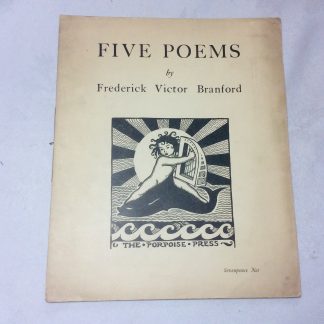 FIVE POEMS
by
Frederick Victor Branford
THE · PORPOISE · PRESS ·
Sevenpence Net